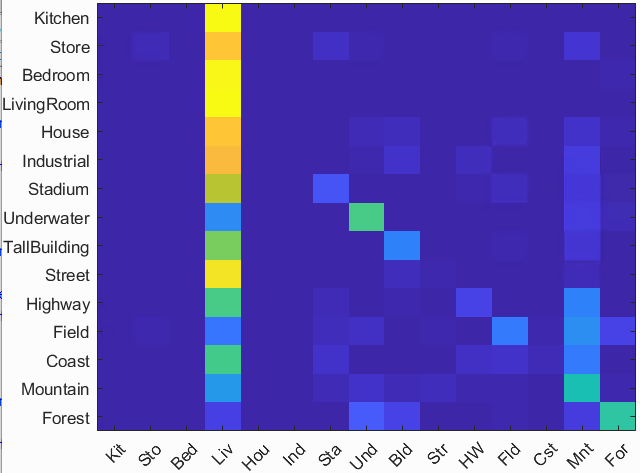 Kitchen
Store
Bedroom
LivingRoom
House
Industrial
Stadium
Underwater
TallBuilding
Street
Highway
Field
Coast
Mountain
Forest
Kit Sto Bed Liv Hou Ind Sta Und Bld Str HW Fld Cst Mnt For